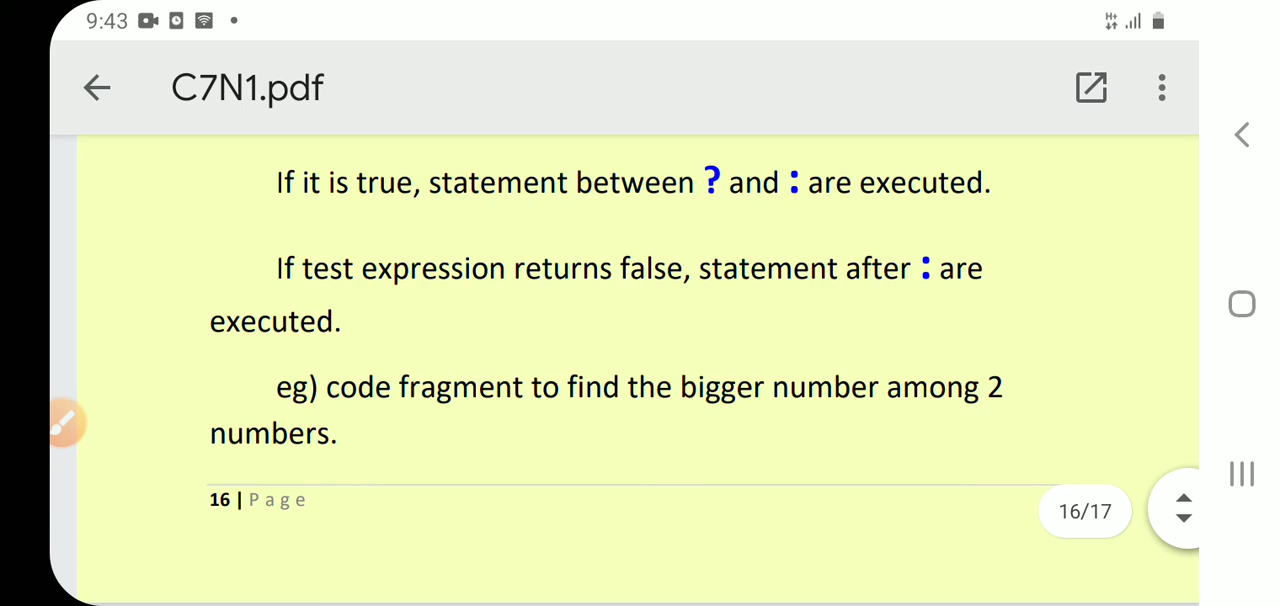 9:43
C7N1.pdf
If it is true, statement between ? and : are executed.
If test expression returns false, statement after : are
executed.
eg) code fragment to find the bigger number among 2
numbers.
16 | P a g e
16/17